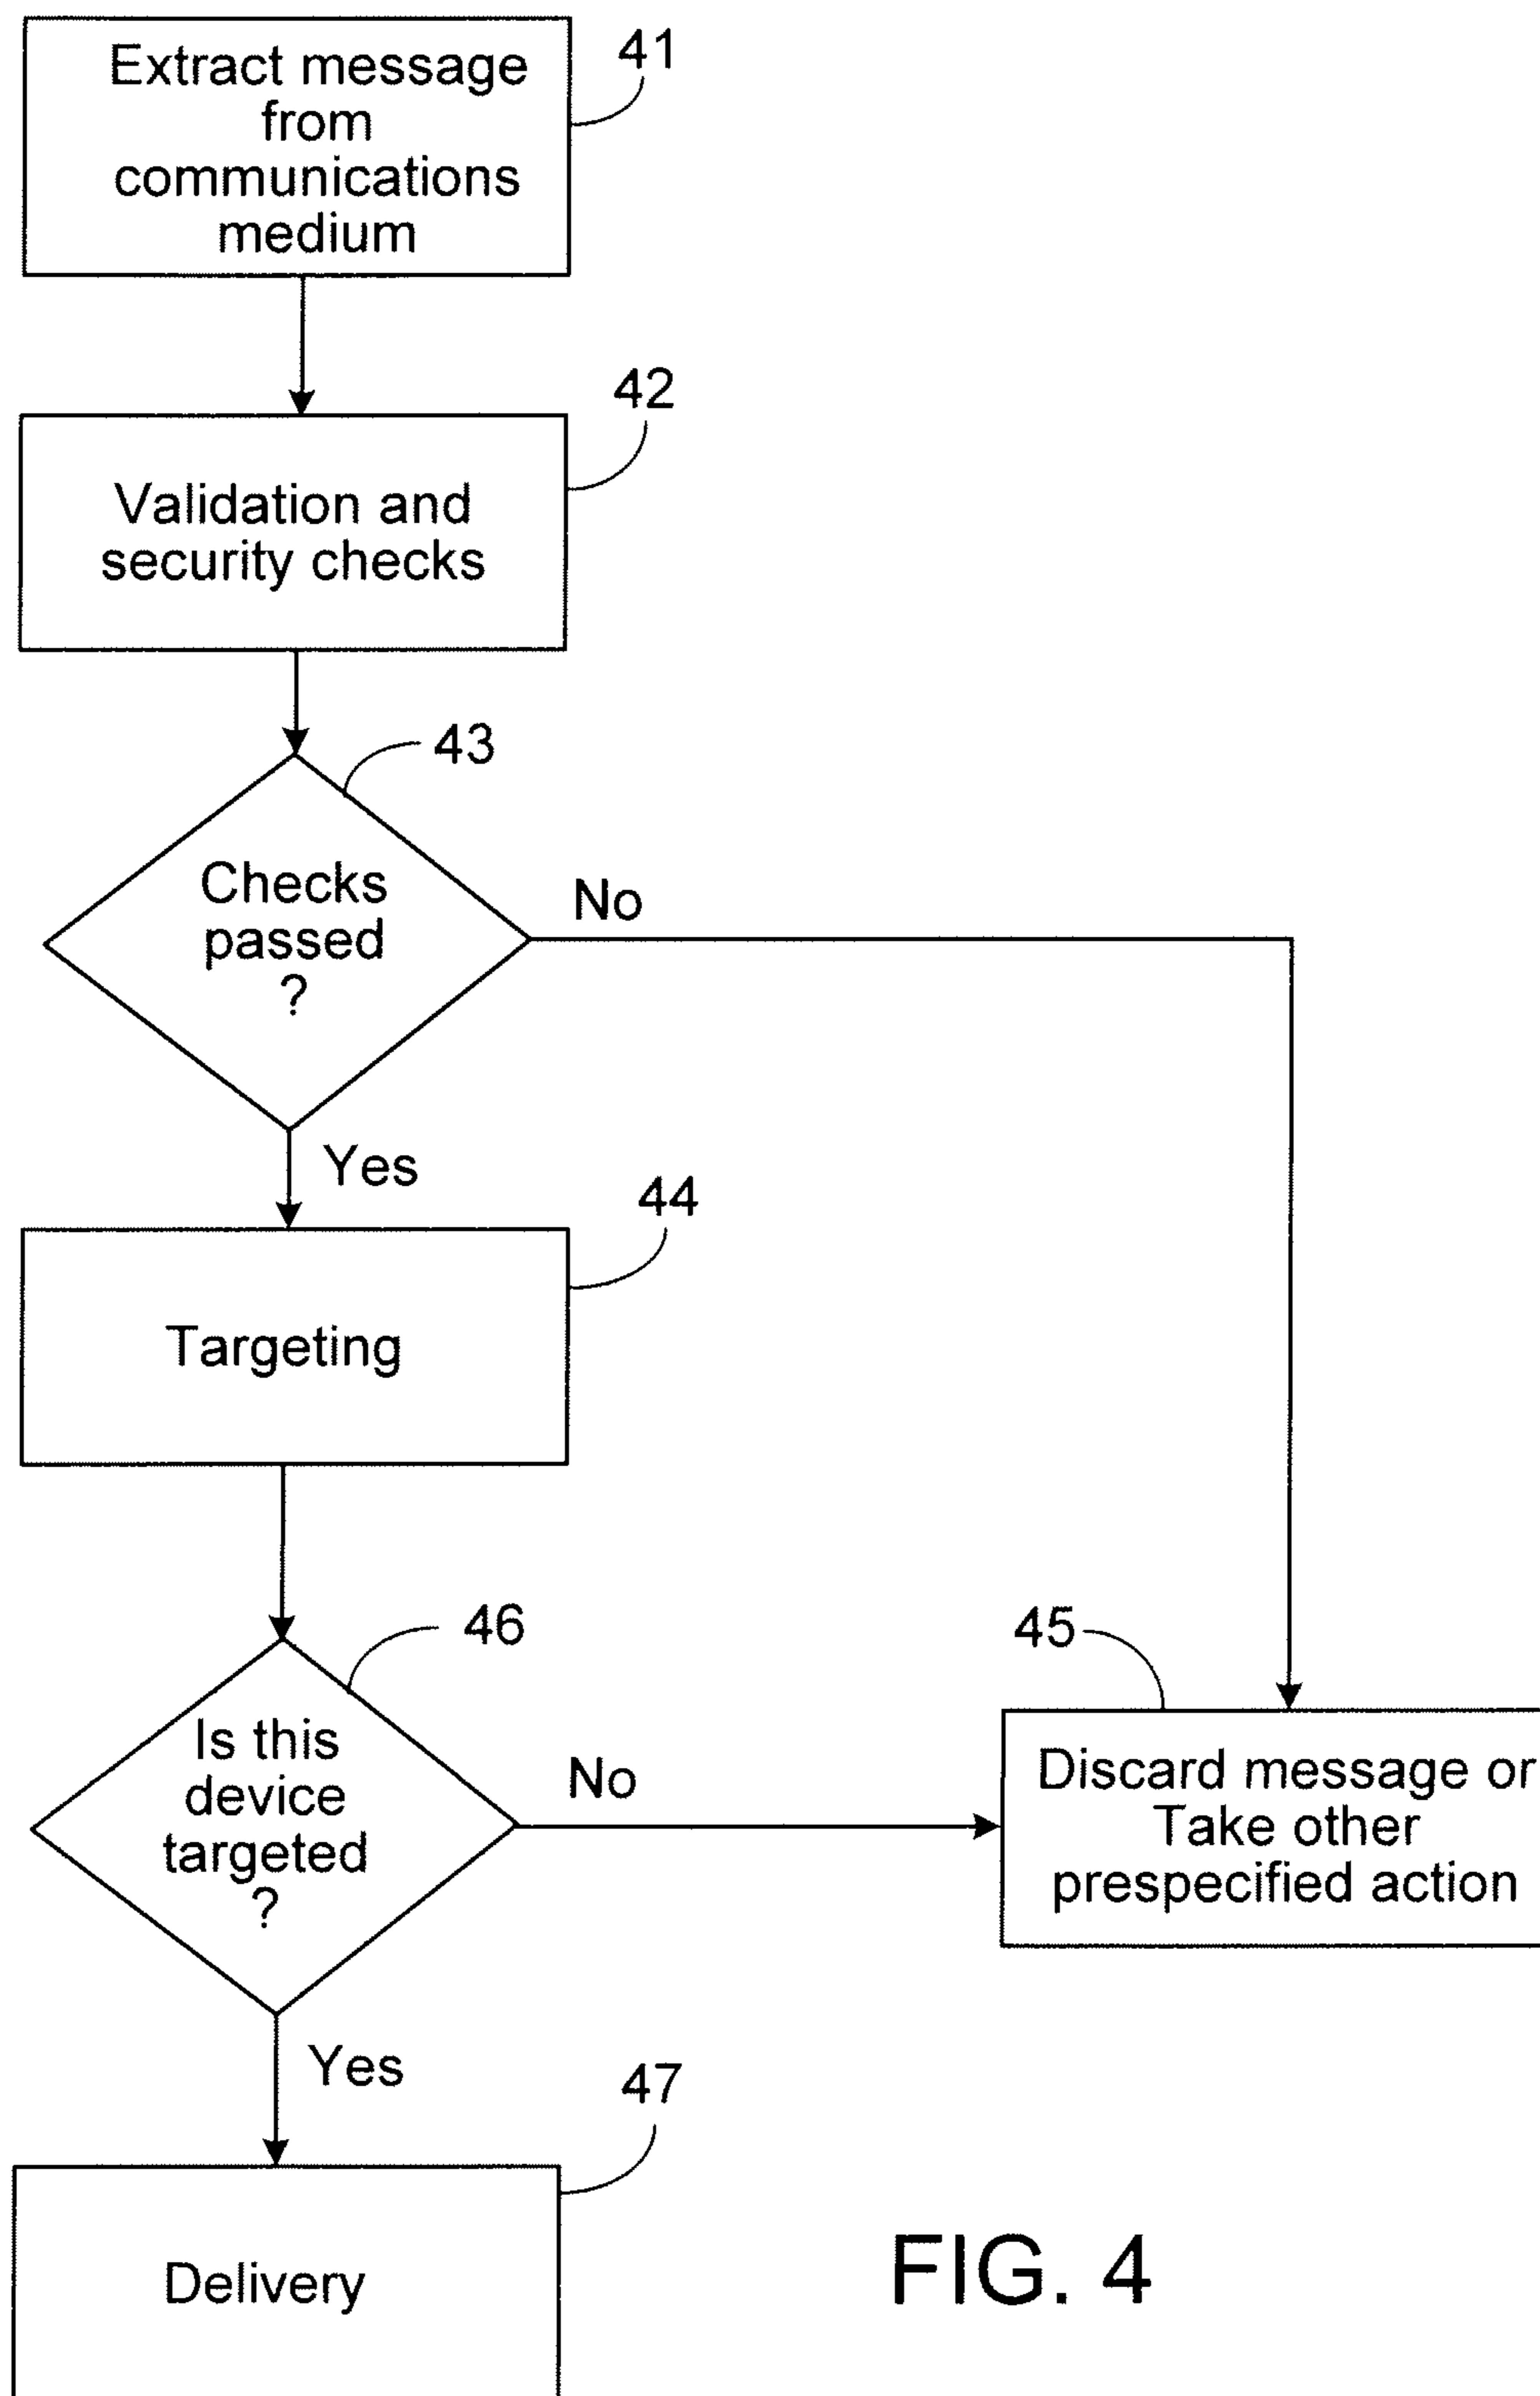 Extract message
from
communications
medium
41
42
Validation and
security checks
43
Checks
passed
?
No
Yes
44
Targeting
46
Is this
device
targeted
?
No
45
Discard message or
Take other
prespecified action
Yes
47
Delivery
FIG. 4